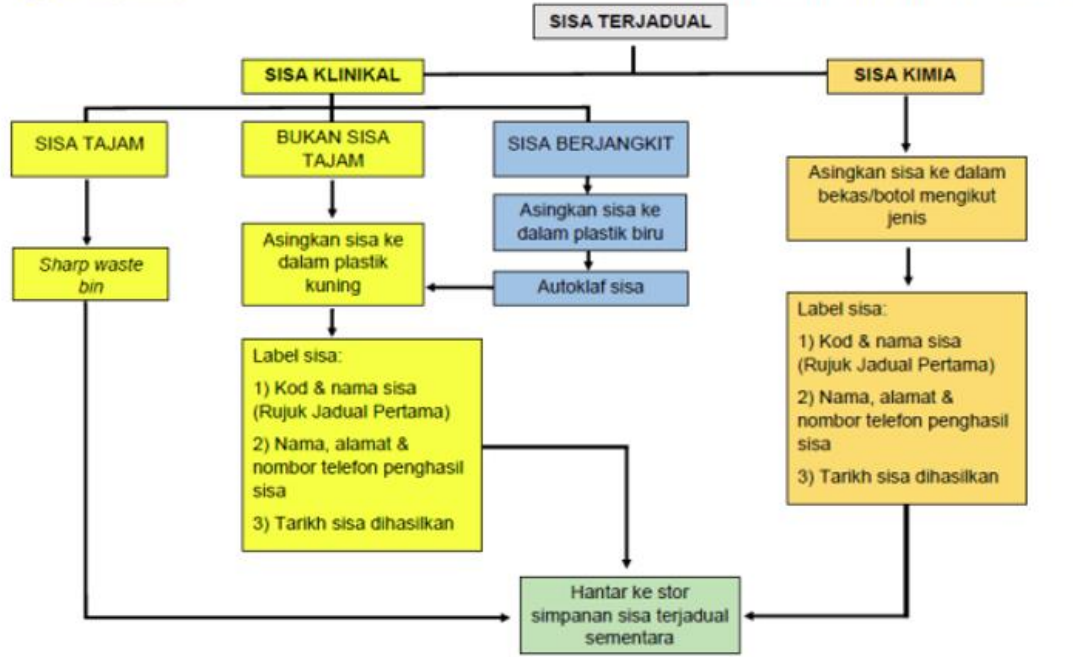 SISA TERJADUAL
SISA KLINIKAL
SISA KIMIA
SISA TAJAM
BUKAN SISA
TAJAM
SISA BERJANGKIT
Asingkan sisa ke dalam
bekas/botol mengikut
jenis
Asingkan sisa ke
dalam plastik biru
Asingkan sisa ke
dalam plastik
kuning
Sharp waste
bin
Autoklaf sisa
Label sisa:
1) Kod & nama sisa
(Rujuk Jadual Pertama)
2) Nama, alamat &
nombor telefon penghasil
sisa
3) Tarikh sisa dihasilkan
Label sisa:
1) Kod & nama sisa
(Rujuk Jadual Pertama)
2) Nama, alamat &
nombor telefon penghasil
sisa
3) Tarikh sisa dihasilkan
Hantar ke stor
simpanan sisa terjadual
sementara